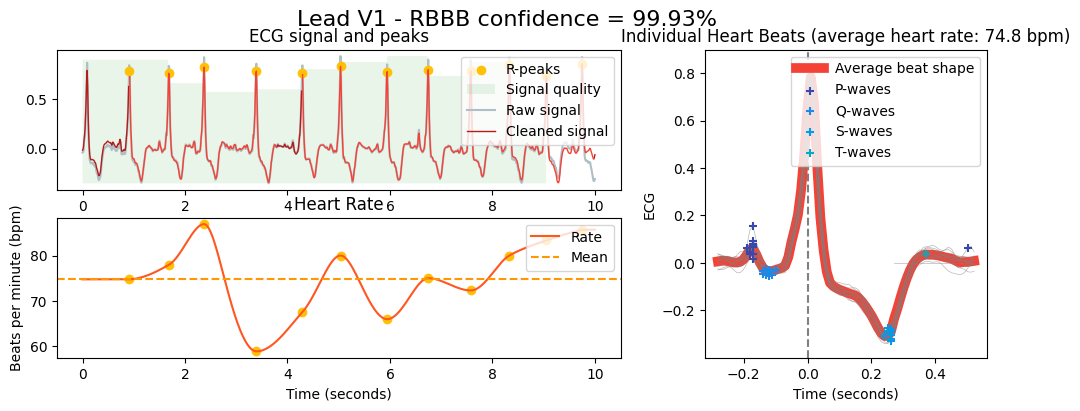 Lead V1 - RBBB confidence = 99.93%
ECG signal and peaks
0.5
0.0
R-peaks
Signal quality
Raw signal
Cleaned signal
0 2 4 6 8 10
Heart Rate
Beats per minute (bpm)
80
70
60
Rate
Mean
0 2 4 6 8 10
Time (seconds)
Individual Heart Beats (average heart rate: 74.8 bpm)
ECG
0.8
0.6
0.4
0.2
0.0
−0.2
Average beat shape
P-waves
Q-waves
S-waves
T-waves
−0.2 0.0 0.2 0.4
Time (seconds)